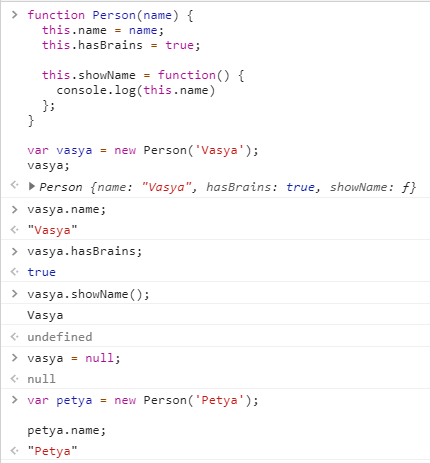 > function Person(name) {
    this.name = name;
    this.hasBrains = true;

    this.showName = function() {
      console.log(this.name)
    };
  }

  var vasya = new Person('Vasya');
  vasya;
< ▶ Person {name: "Vasya", hasBrains: true, showName: ƒ}
> vasya.name;
< "Vasya"
> vasya.hasBrains;
< true
> vasya.showName();
  Vasya
< undefined
> vasya = null;
< null
> var petya = new Person('Petya');

  petya.name;
< "Petya"